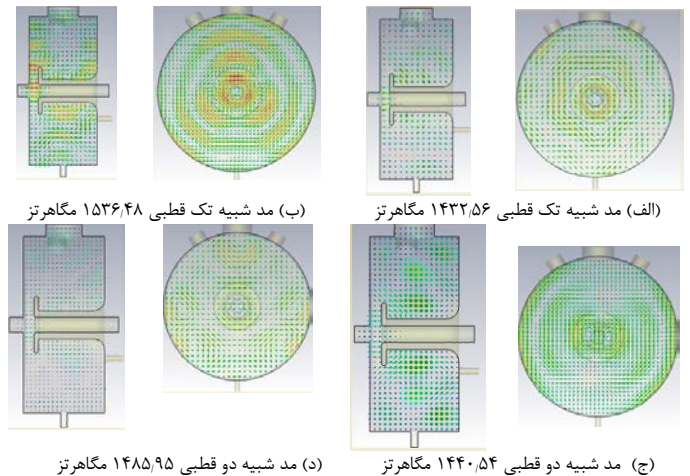 (الف) مد شبیه تک قطبی ۱۴۳۲٫۵۶ مگاهرتز
(ب) مد شبیه تک قطبی ۱۵۳۶٫۴۸ مگاهرتز
(ج) مد شبیه دو قطبی ۱۴۴۰٫۵۴ مگاهرتز
(د) مد شبیه دو قطبی ۱۴۸۵٫۹۵ مگاهرتز